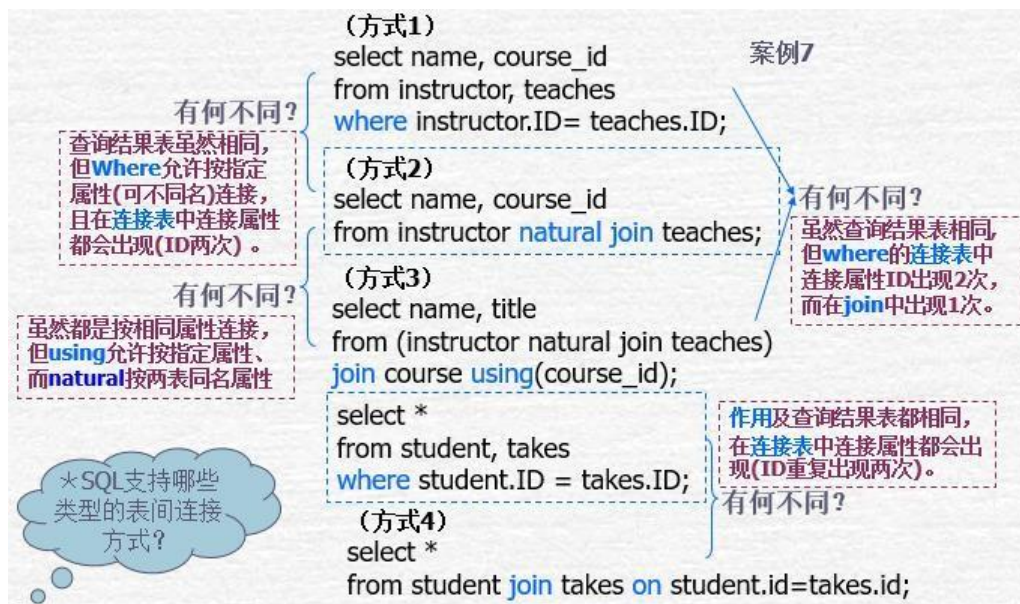 (方式1)
select name, course_id
from instructor, teaches
where instructor.ID= teaches.ID;
案例7
有何不同?
查询结果表虽然相同,
但Where允许按指定
属性(可不同名)连接,
且在连接表中连接属性
都会出现(ID两次) 。
(方式2)
select name, course_id
from instructor natural join teaches;
有何不同?
虽然查询结果表相同,
但where的连接表中
连接属性ID出现2次,
而在join中出现1次。
有何不同?
虽然都是按相同属性连接,
但using允许按指定属性、
而natural按两表同名属性
(方式3)
select name, title
from (instructor natural join teaches)
join course using(course_id);
select *
from student, takes
where student.ID = takes.ID;
作用及查询结果表都相同,
在连接表中连接属性都会出
现(ID重复出现两次)。
有何不同?
*SQL支持哪些
类型的表间连接
方式?
(方式4)
select *
from student join takes on student.id=takes.id;